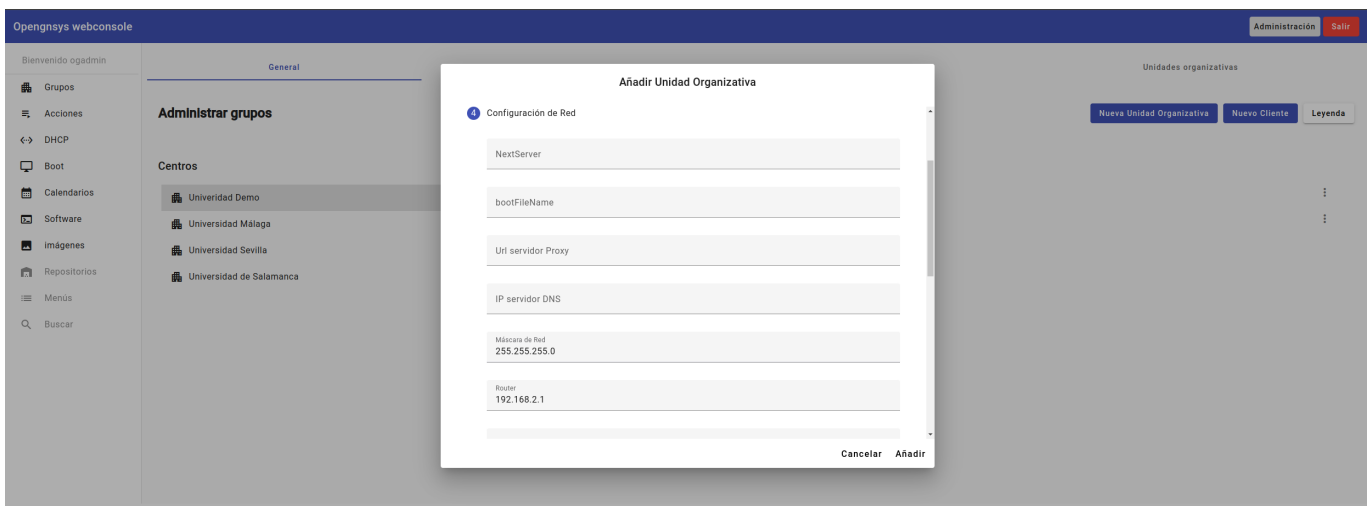 Opengnsys webconsole
Administración
Salir
Bienvenido ogadmin
Grupos
Acciones
DHCP
Boot
Calendarios
Software
imágenes
Repositorios
Menús
Buscar
General
Unidades organizativas
Administrar grupos
Nueva Unidad Organizativa
Nuevo Cliente
Leyenda
Centros
Univeridad Demo
Universidad Málaga
Universidad Sevilla
Universidad de Salamanca
Añadir Unidad Organizativa
4 Configuración de Red
NextServer
bootFileName
Url servidor Proxy
IP servidor DNS
Máscara de Red
255.255.255.0
Router
192.168.2.1
Cancelar
Añadir